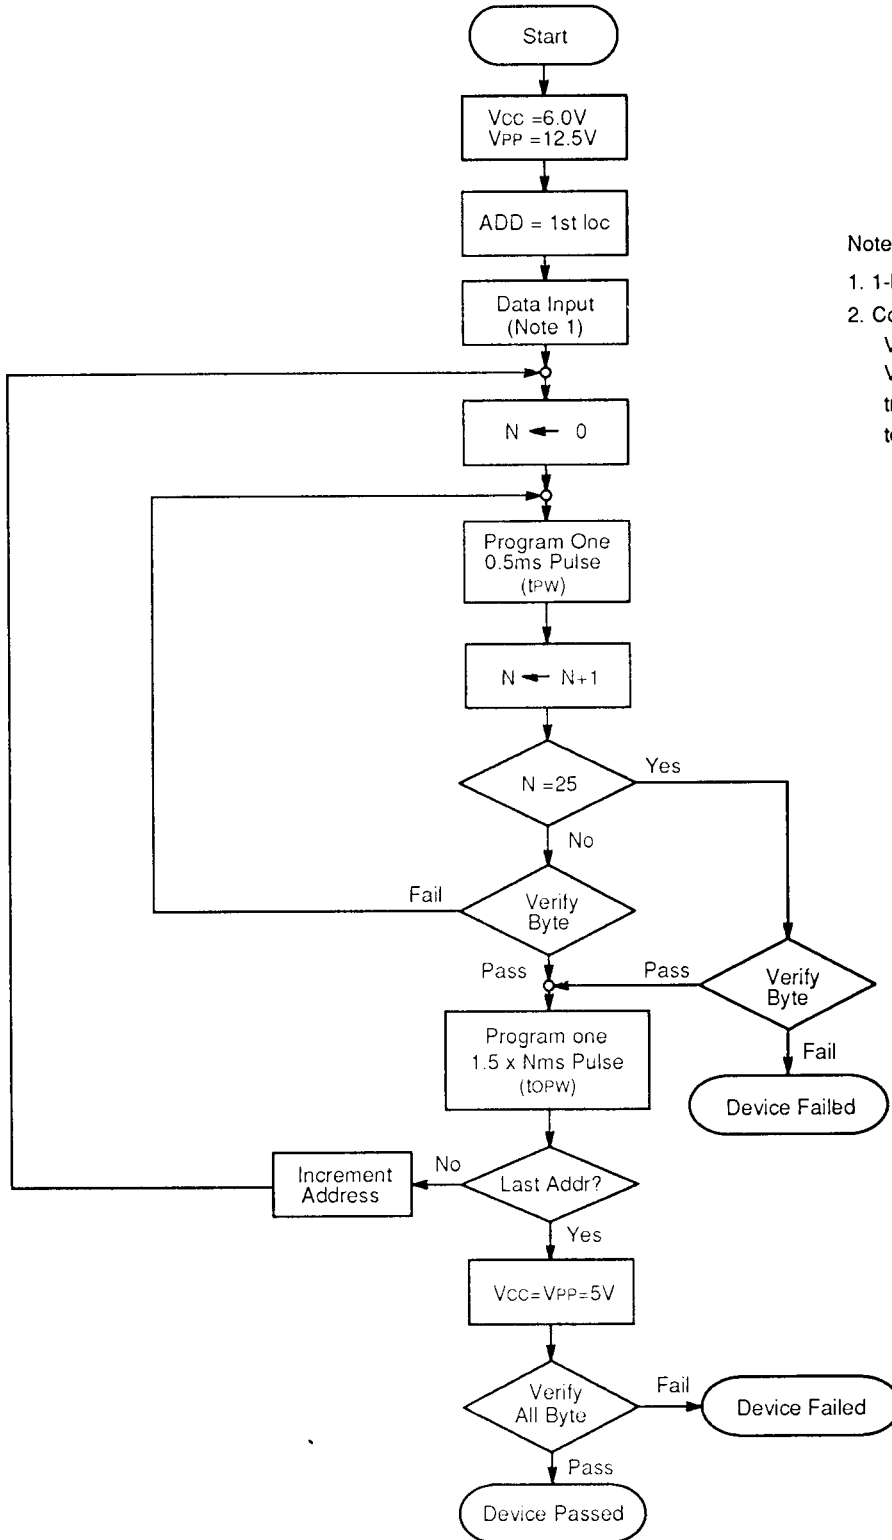 Start
VCC =6.0V
VPP =12.5V
ADD = 1st loc
Data Input
(Note 1)
N ← 0
Program One
0.5ms Pulse
(tPW)
N ← N+1
N =25
Yes
No
Fail
Verify
Byte
Pass
Pass
Verify
Byte
Fail
Device Failed
Program one
1.5 x Nms Pulse
(tOPW)
Last Addr?
No
Increment
Address
Yes
VCC=VPP=5V
Verify
All Byte
Fail
Device Failed
Pass
Device Passed
Note
1. 1-
2. Co
V
V